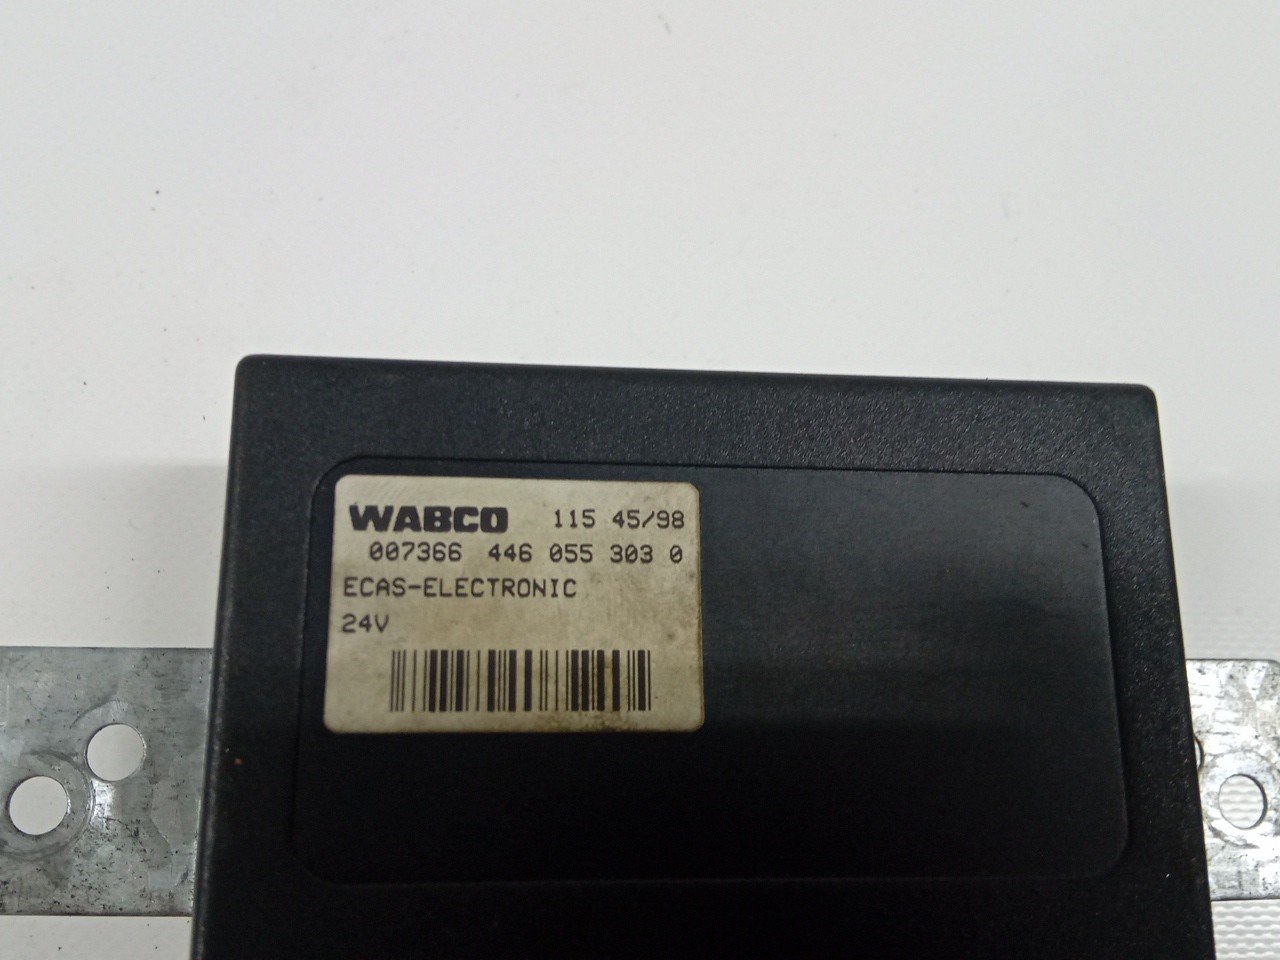 WABCO 115 45/98
007366 446 055 303 0
ECAS-ELECTRONIC
24V